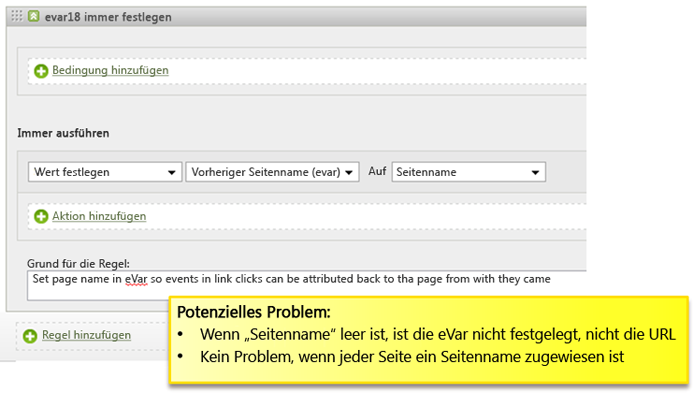 evar18 immer festlegen
Bedingung hinzufügen
Immer ausführen
Wert festlegen Vorheriger Seitenname (evar) Auf Seitenname
Aktion hinzufügen
Grund für die Regel:
Set page name in eVar so events in link clicks can be attributed back to tha page from with they came
Regel hinzufügen
Potenzielles Problem:
• Wenn „Seitenname“ leer ist, ist die eVar nicht festgelegt, nicht die URL
• Kein Problem, wenn jeder Seite ein Seitenname zugewiesen ist